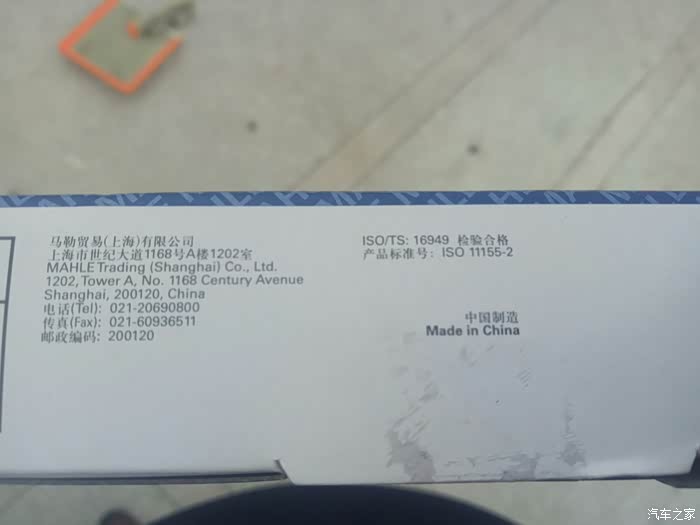 马勒贸易(上海)有限公司
上海市世纪大道1168号A楼1202室
MAHLE Trading (Shanghai) Co., Ltd.
1202, Tower A, No. 1168 Century Avenue
Shanghai, 200120, China
电话(Tel): 021-20690800
传真(Fax): 021-60936511
邮政编码: 200120
ISO/TS: 16949 检验合格
产品标准号: ISO 11155-2
中国制造
Made in China
汽车之家